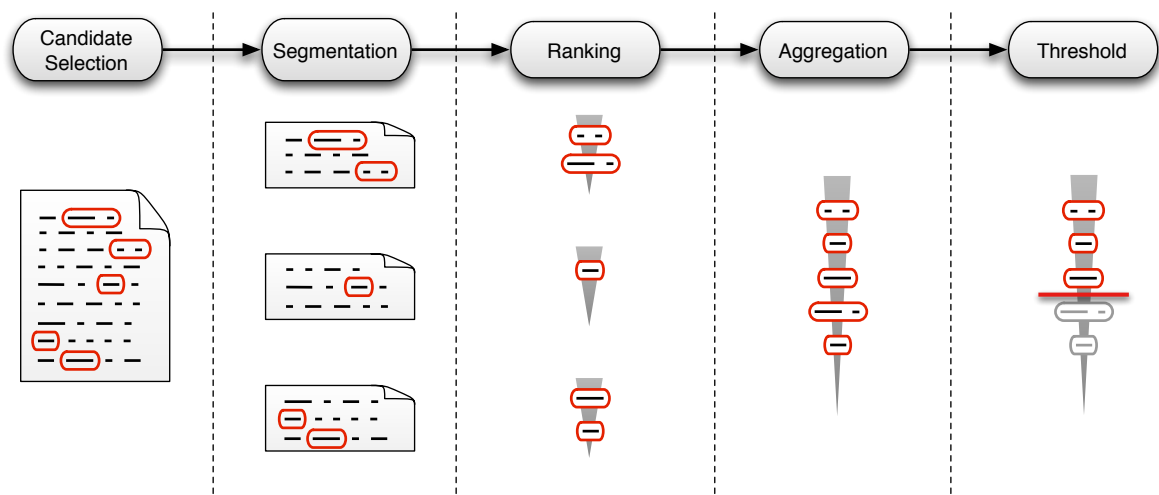 Candidate
Selection
Segmentation
Ranking
Aggregation
Threshold